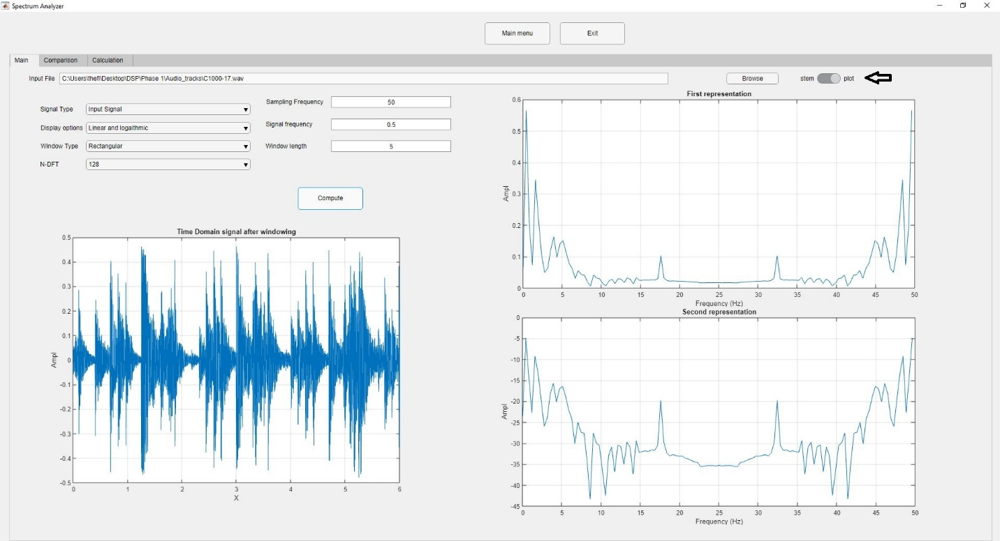 Spectrum Analyzer
Main menu Exit
Main Comparison Calculation
Input File C:\Users\thefl\Desktop\DSP\Phase 1\Audio_tracks\C1000-17.wav Browse stem plot
Signal Type Input Signal
Display options Linear and logaithmic
Window Type Rectangular
N-DFT 128
Sampling Frequency 50
Signal frequency 0.5
Window length 5
Compute
Time Domain signal after windowing
Ampl
0.5
0.4
0.3
0.2
0.1
0
-0.1
-0.2
-0.3
-0.4
-0.5
0 1 2 3 4 5 6
X
First representation
Ampl
0.6
0.5
0.4
0.3
0.2
0.1
0
0 5 10 15 20 25 30 35 40 45 50
Frequency (Hz)
Second representation
Ampl
0
-5
-10
-15
-20
-25
-30
-35
-40
-45
0 5 10 15 20 25 30 35 40 45 50
Frequency (Hz)